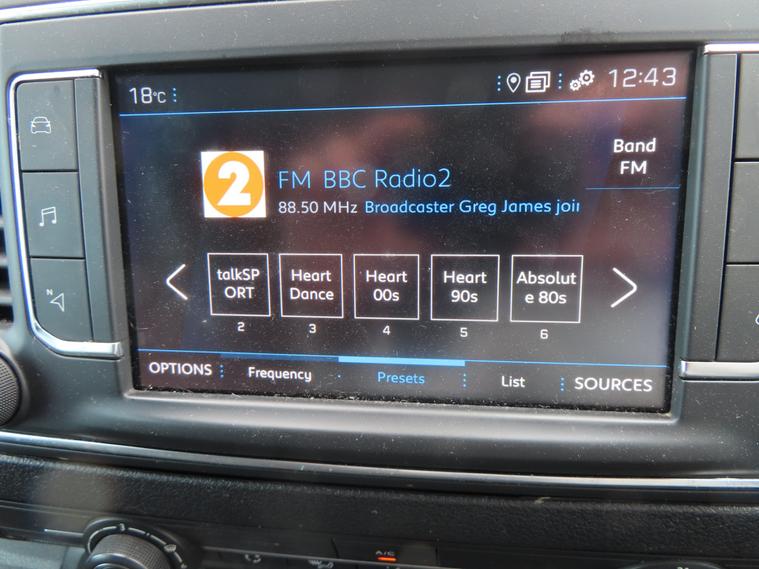 18°C
12:43
Band
FM
2
FM BBC Radio2
88.50 MHz Broadcaster Greg James joi
talkSP
ORT
2
Heart
Dance
3
Heart
00s
4
Heart
90s
5
Absolut
e 80s
6
OPTIONS
Frequency
Presets
List
SOURCES
N
A/C